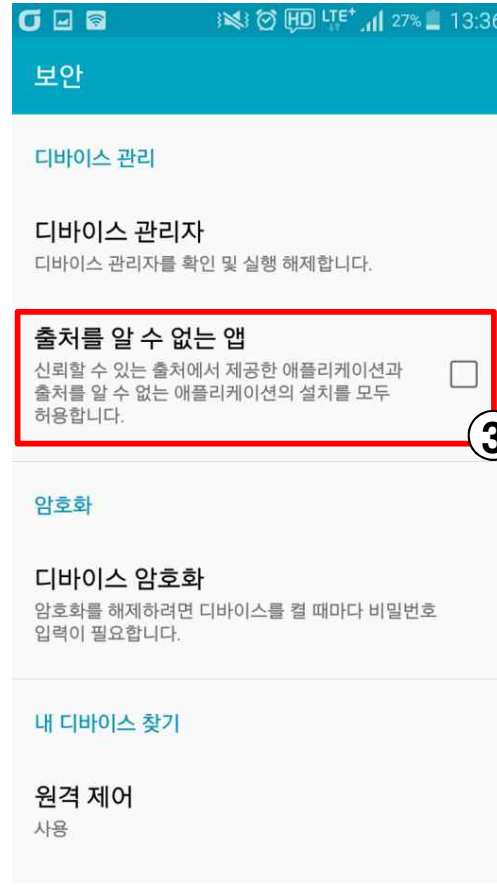 HD LTE+ 27% 13:36
보안
디바이스 관리
디바이스 관리자
디바이스 관리자를 확인 및 실행 해제합니다.
출처를 알 수 없는 앱
신뢰할 수 있는 출처에서 제공한 애플리케이션과
출처를 알 수 없는 애플리케이션의 설치를 모두
허용합니다.
③
암호화
디바이스 암호화
암호화를 해제하려면 디바이스를 켤 때마다 비밀번호
입력이 필요합니다.
내 디바이스 찾기
원격 제어
사용